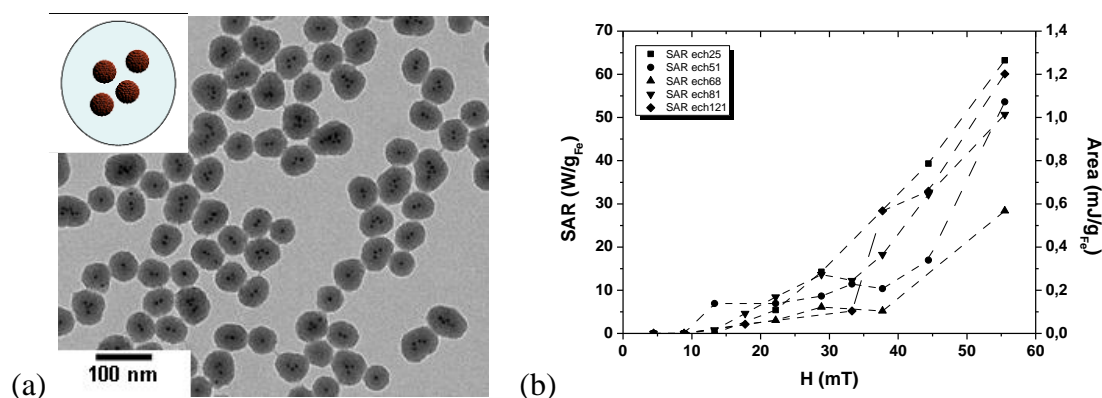 100 nm
(a)
SAR ech25
SAR ech51
SAR ech68
SAR ech81
SAR ech121
70
60
50
40
30
20
10
0
SAR (W/gFe)
1,4
1,2
1,0
0,8
0,6
0,4
0,2
0,0
Area (mJ/gFe)
0 10 20 30 40 50 60
H (mT)
(b)